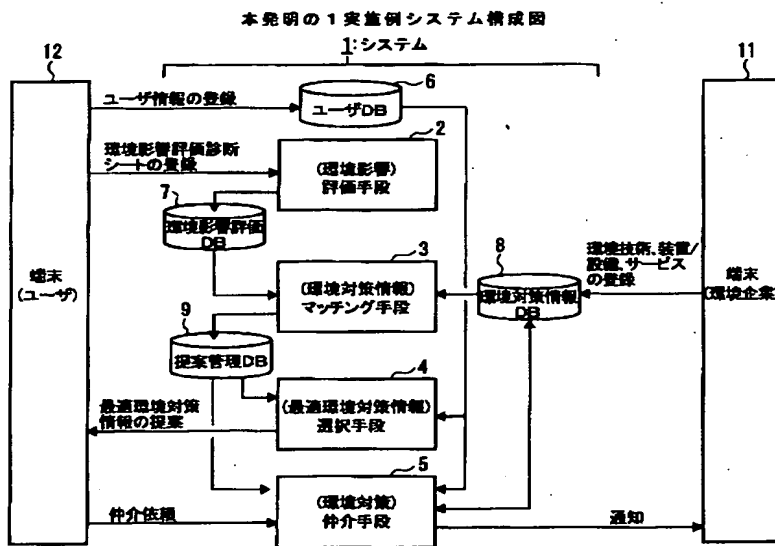 本発明の1実施例システム構成図
1:システム
12
11
6
ユーザ情報の登録
ユーザDB
2
環境影響評価診断
シートの登録
(環境影響)
評価手段
7
環境影響評価
DB
3
8
環境技術、装置/
設備、サービス
の登録
端末
(ユーザ)
(環境対策情報)
マッチング手段
環境対策情報
DB
端末
(環境企業)
9
提案管理DB
4
最適環境対策
情報の提案
(最適環境対策情報)
選択手段
5
(環境対策)
仲介手段
仲介依頼
通知